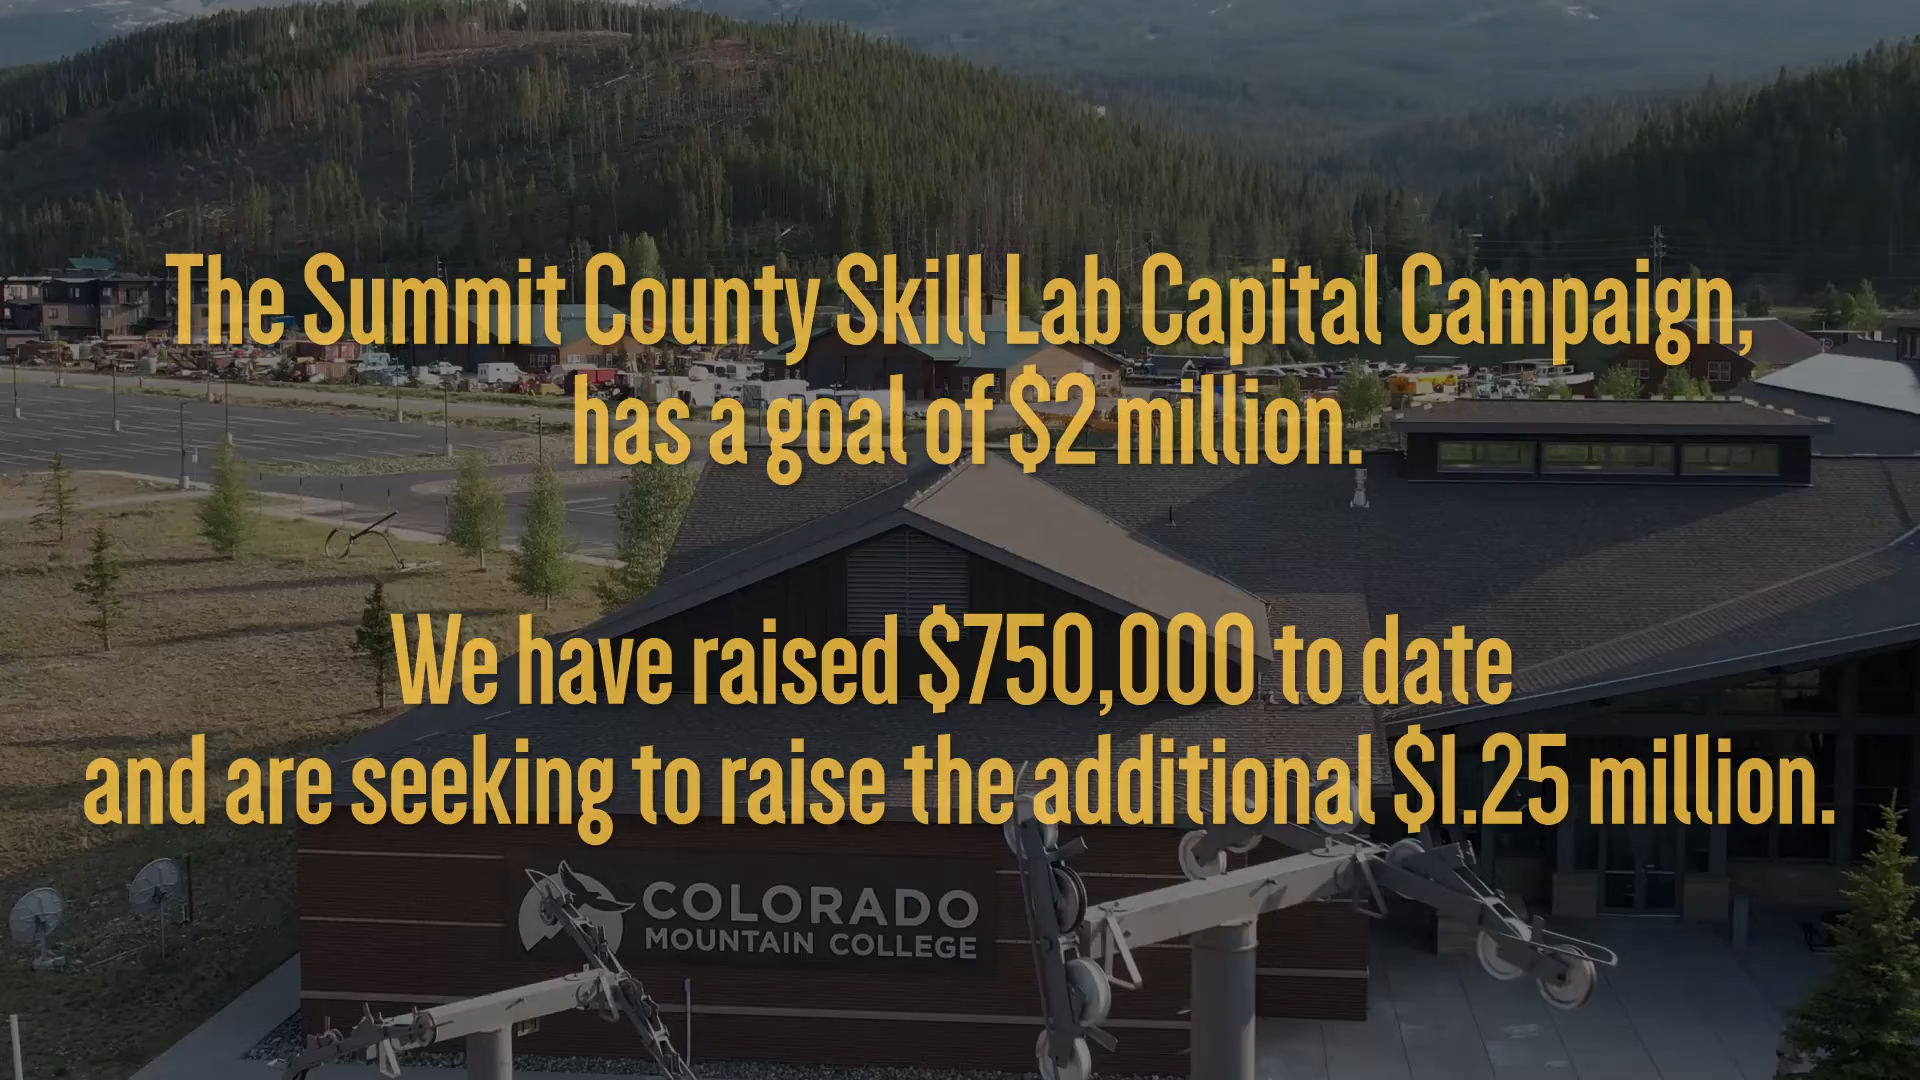 The Summit County Skill Lab Capital Campaign,
has a goal of $2 million.
We have raised $750,000 to date
and are seeking to raise the additional $1.25 million.
COLORADO
MOUNTAIN COLLEGE